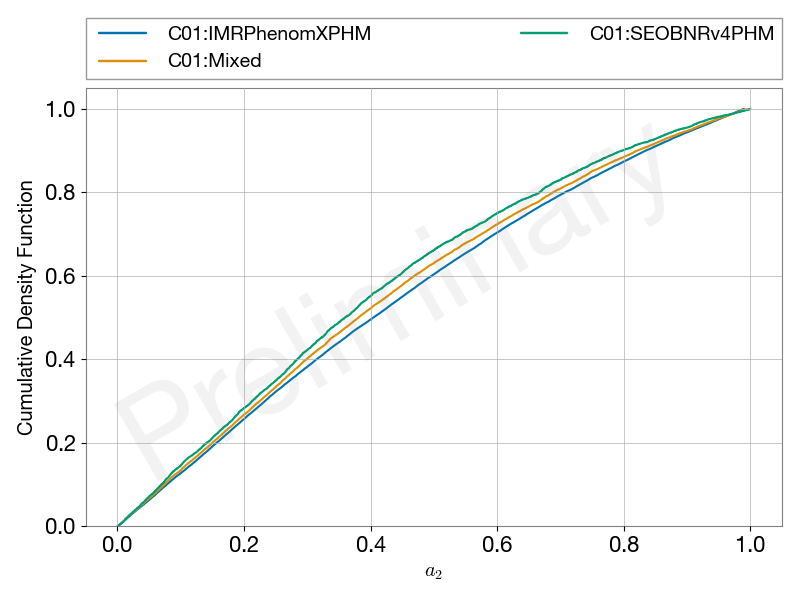 C01:IMRPhenomXPHM
C01:Mixed
C01:SEOBNRv4PHM
Cumulative Density Function
1.0
0.8
0.6
0.4
0.2
0.0
Preliminary
0.0 0.2 0.4 0.6 0.8 1.0
a₂